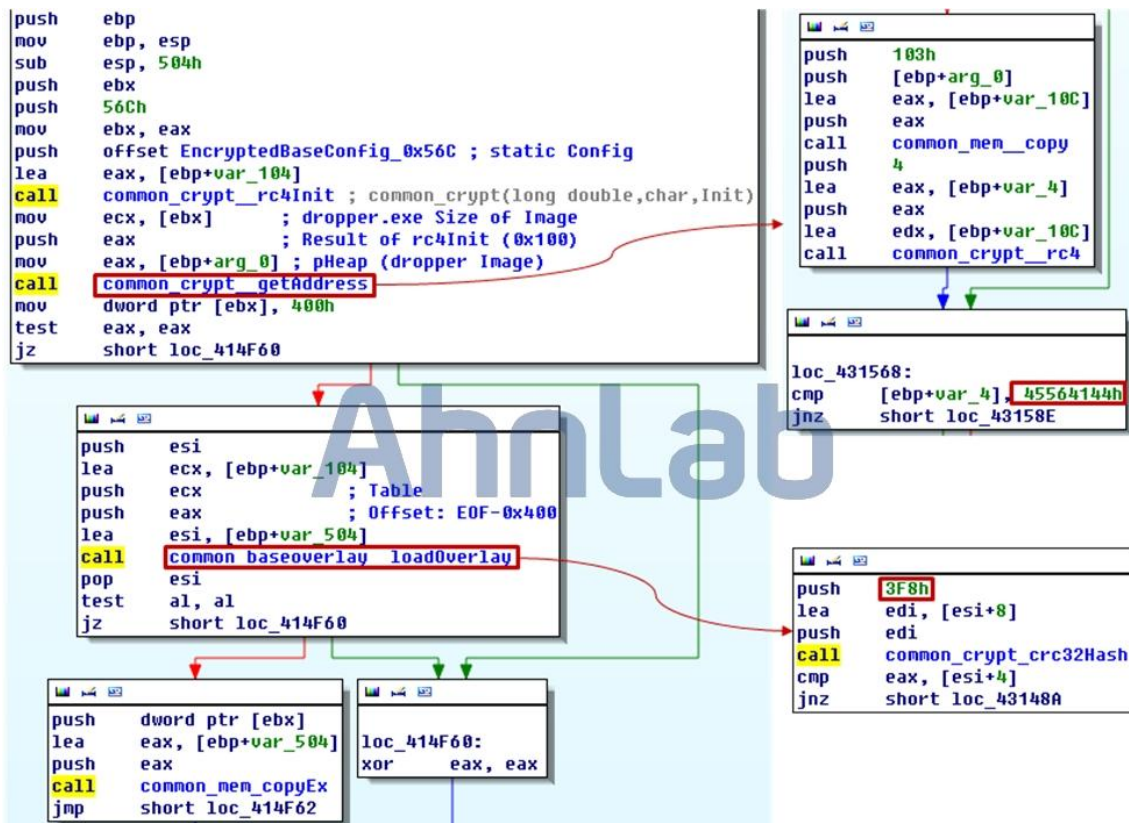 push ebp
mov ebp, esp
sub esp, 504h
push ebx
push 56Ch
mov ebx, eax
push offset EncryptedBaseConfig_0x56C ; static Config
lea eax, [ebp+var_104]
call common_crypt__rc4Init ; common_crypt(long double,char,Init)
mov ecx, [ebx] ; dropper.exe Size of Image
push eax ; Result of rc4Init (0x100)
mov eax, [ebp+arg_0] ; pHeap (dropper Image)
call common_crypt__getAddress
mov dword ptr [ebx], 400h
test eax, eax
jz short loc_414F60
push 103h
push [ebp+arg_0]
lea eax, [ebp+var_10C]
push eax
call common_mem__copy
push 4
lea eax, [ebp+var_4]
push eax
lea edx, [ebp+var_10C]
call common_crypt__rc4
loc_431568:
cmp [ebp+var_4], 45564144h
jnz short loc_43158E
AhnLab
push esi
lea ecx, [ebp+var_104]
push ecx ; Table
push eax ; Offset: EOF-0x400
lea esi, [ebp+var_504]
call common_baseoverlay__loadOverlay
pop esi
test al, al
jz short loc_414F60
push 3F8h
lea edi, [esi+8]
push edi
call common_crypt_crc32Hash
cmp eax, [esi+4]
jnz short loc_43148A
push dword ptr [ebx]
lea eax, [ebp+var_504]
push eax
call common_mem_copyEx
jmp short loc_414F62
loc_414F60:
xor eax, eax